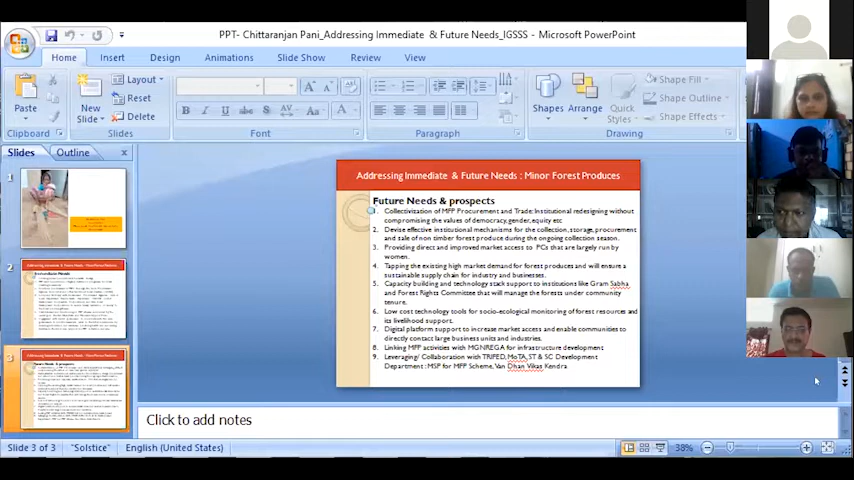 PPT- Chittaranjan Pani_Addressing Immediate & Future Needs_IGSSS - Microsoft PowerPoint
Home Insert Design Animations Slide Show Review View
Paste
New Slide
Layout
Reset
Delete
Shapes
Arrange
Quick Styles
Shape Fill
Shape Outline
Shape Effects
B I U abe S AV Aa A
Clipboard Slides Font Paragraph Drawing
Slides Outline x
1
2
3
Addressing Immediate & Future Needs : Minor Forest Produces
Future Needs & prospects
1. Collectivization of MFP Procurement and Trade: Institutional redesigning without
compromising the values of democracy, gender, equity etc
2. Devise effective institutional mechanisms for the collection, storage, procurement
and sale of non timber forest produce during the ongoing collection season.
3. Providing direct and improved market access to PCs that are largely run by
women.
4 Tapping the existing high market demand for forest produces and will ensure a
sustainable supply chain for industry and businesses.
5. Capacity building and technology stack support to institutions like Gram Sabha
and Forest Rights Committee that will manage the forests under community
tenure.
6. Low cost technology tools for socio-ecological monitoring of forest resources and
its livelihood support.
7. Digital platform support to increase market access and enable communities to
directly contact large business units and industries.
8. Linking MFP activities with MGNREGA for infrastructure development
9. Leveraging/ Collaboration with TRIFED, MoTA, ST & SC Development
Department : MSP for MFP Scheme, Van Dhan Vikas Kendra
Click to add notes
Slide 3 of 3 "Solstice" English (United States) 38%